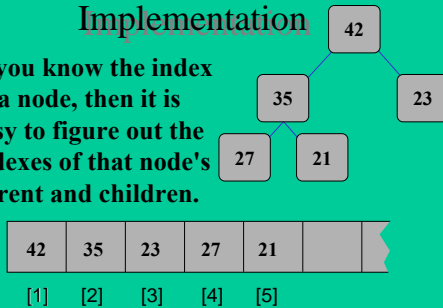 Implementation
you know the index
a node, then it is
sy to figure out the
lexes of that node's
rent and children.
42
35
23
27
21
42 35 23 27 21
[1] [2] [3] [4] [5]